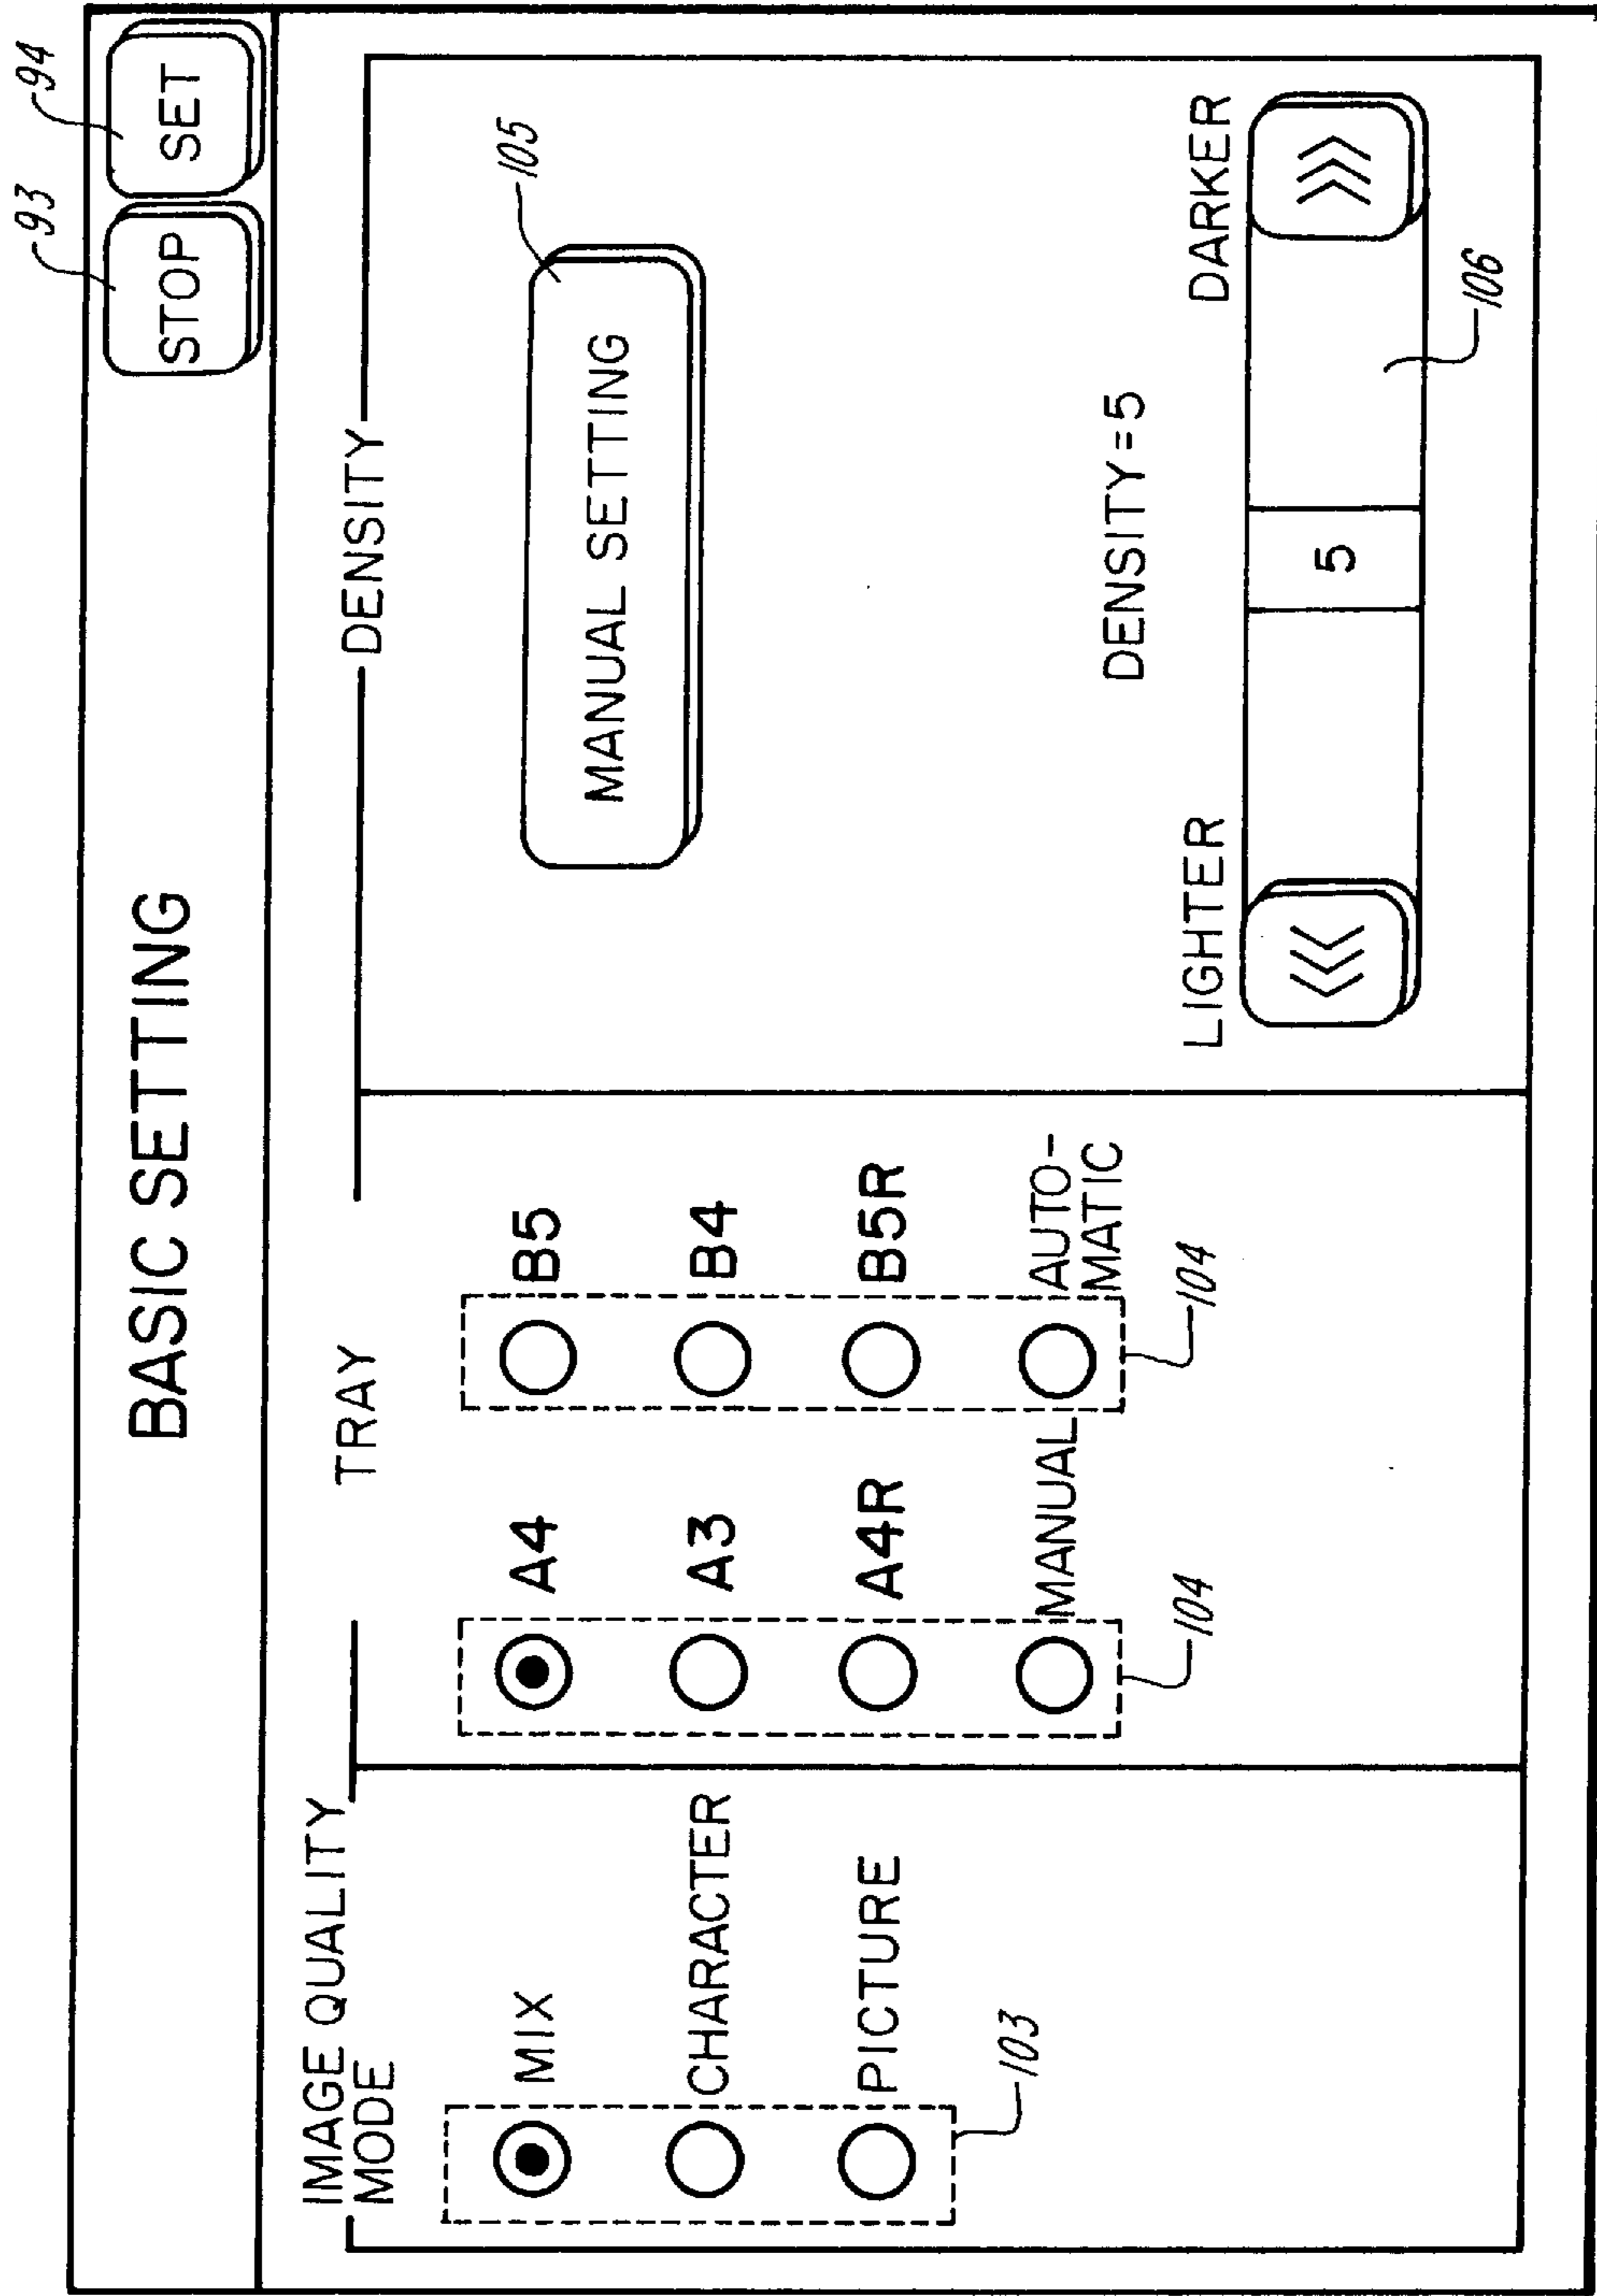 93
94
BASIC SETTING
STOP
SET
IMAGE QUALITY
MODE
MIX
CHARACTER
PICTURE
103
TRAY
A4
B5
A3
B4
A4R
B5R
MANUAL
AUTO-
MATIC
104
104
DENSITY
MANUAL SETTING
105
DENSITY=5
LIGHTER
DARKER
<<<
5
>>>
106